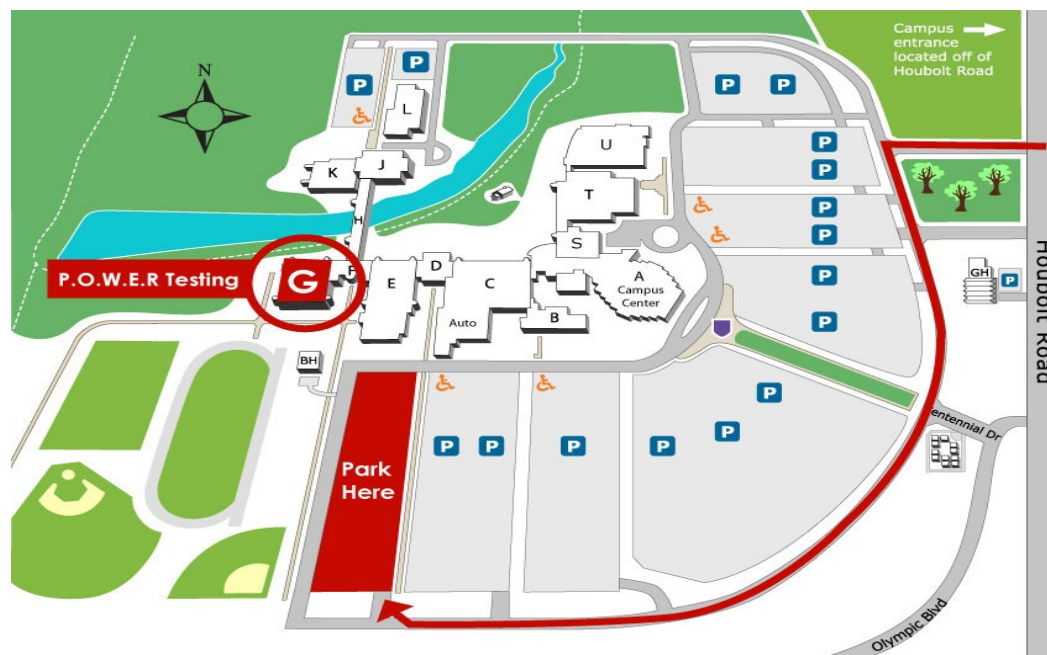 Campus
entrance
located off of
Houbolt Road
N
P
P
P
P
L
P
U
K
J
P
T
P
H
S
P
P.O.W.E.R Testing
G
F
E
D
C
A
Campus
Center
P
GH
P
Houbolt Road
Auto
B
P
BH
P
Park
Here
P
P
P
P
P
entennial Dr
Olympic Blvd